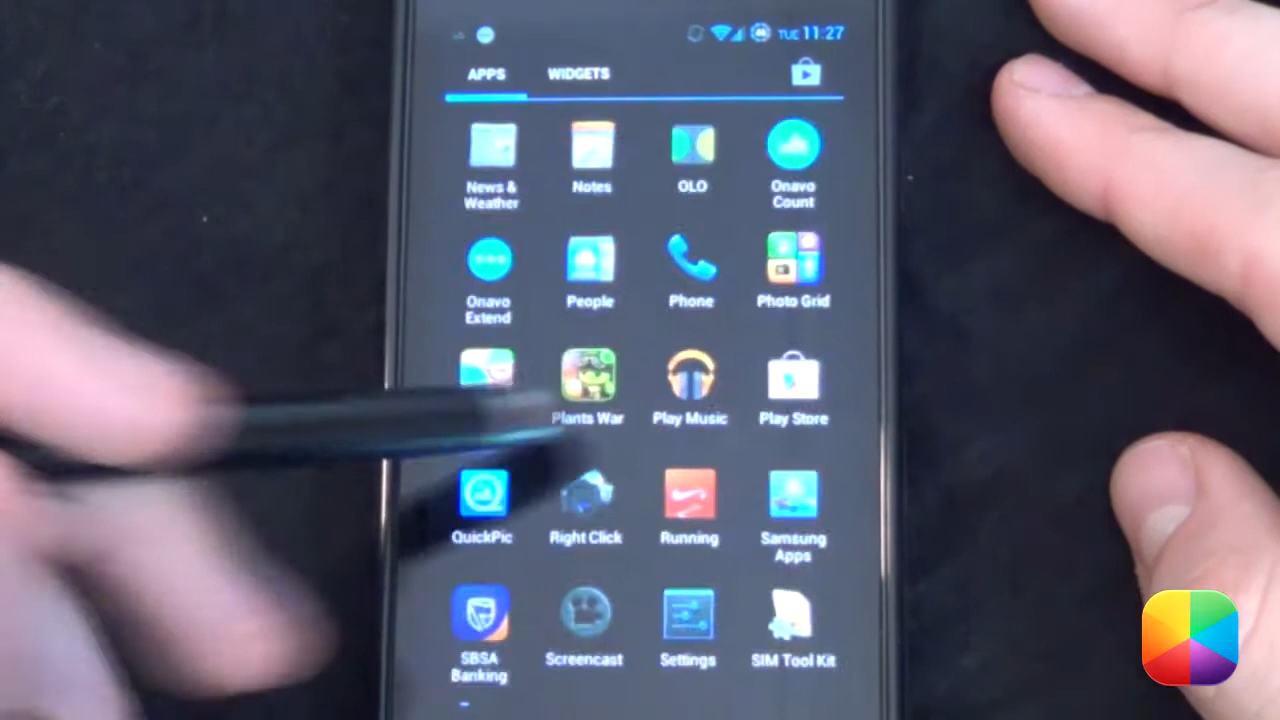 TUE 11:27
APPS WIDGETS
News & Weather
Notes
OLO
Onavo Count
Onavo Extend
People
Phone
Photo Grid
Plants War
Play Music
Play Store
QuickPic
Right Click
Running
Samsung Apps
SBSA Banking
Screencast
Settings
SIM Tool Kit